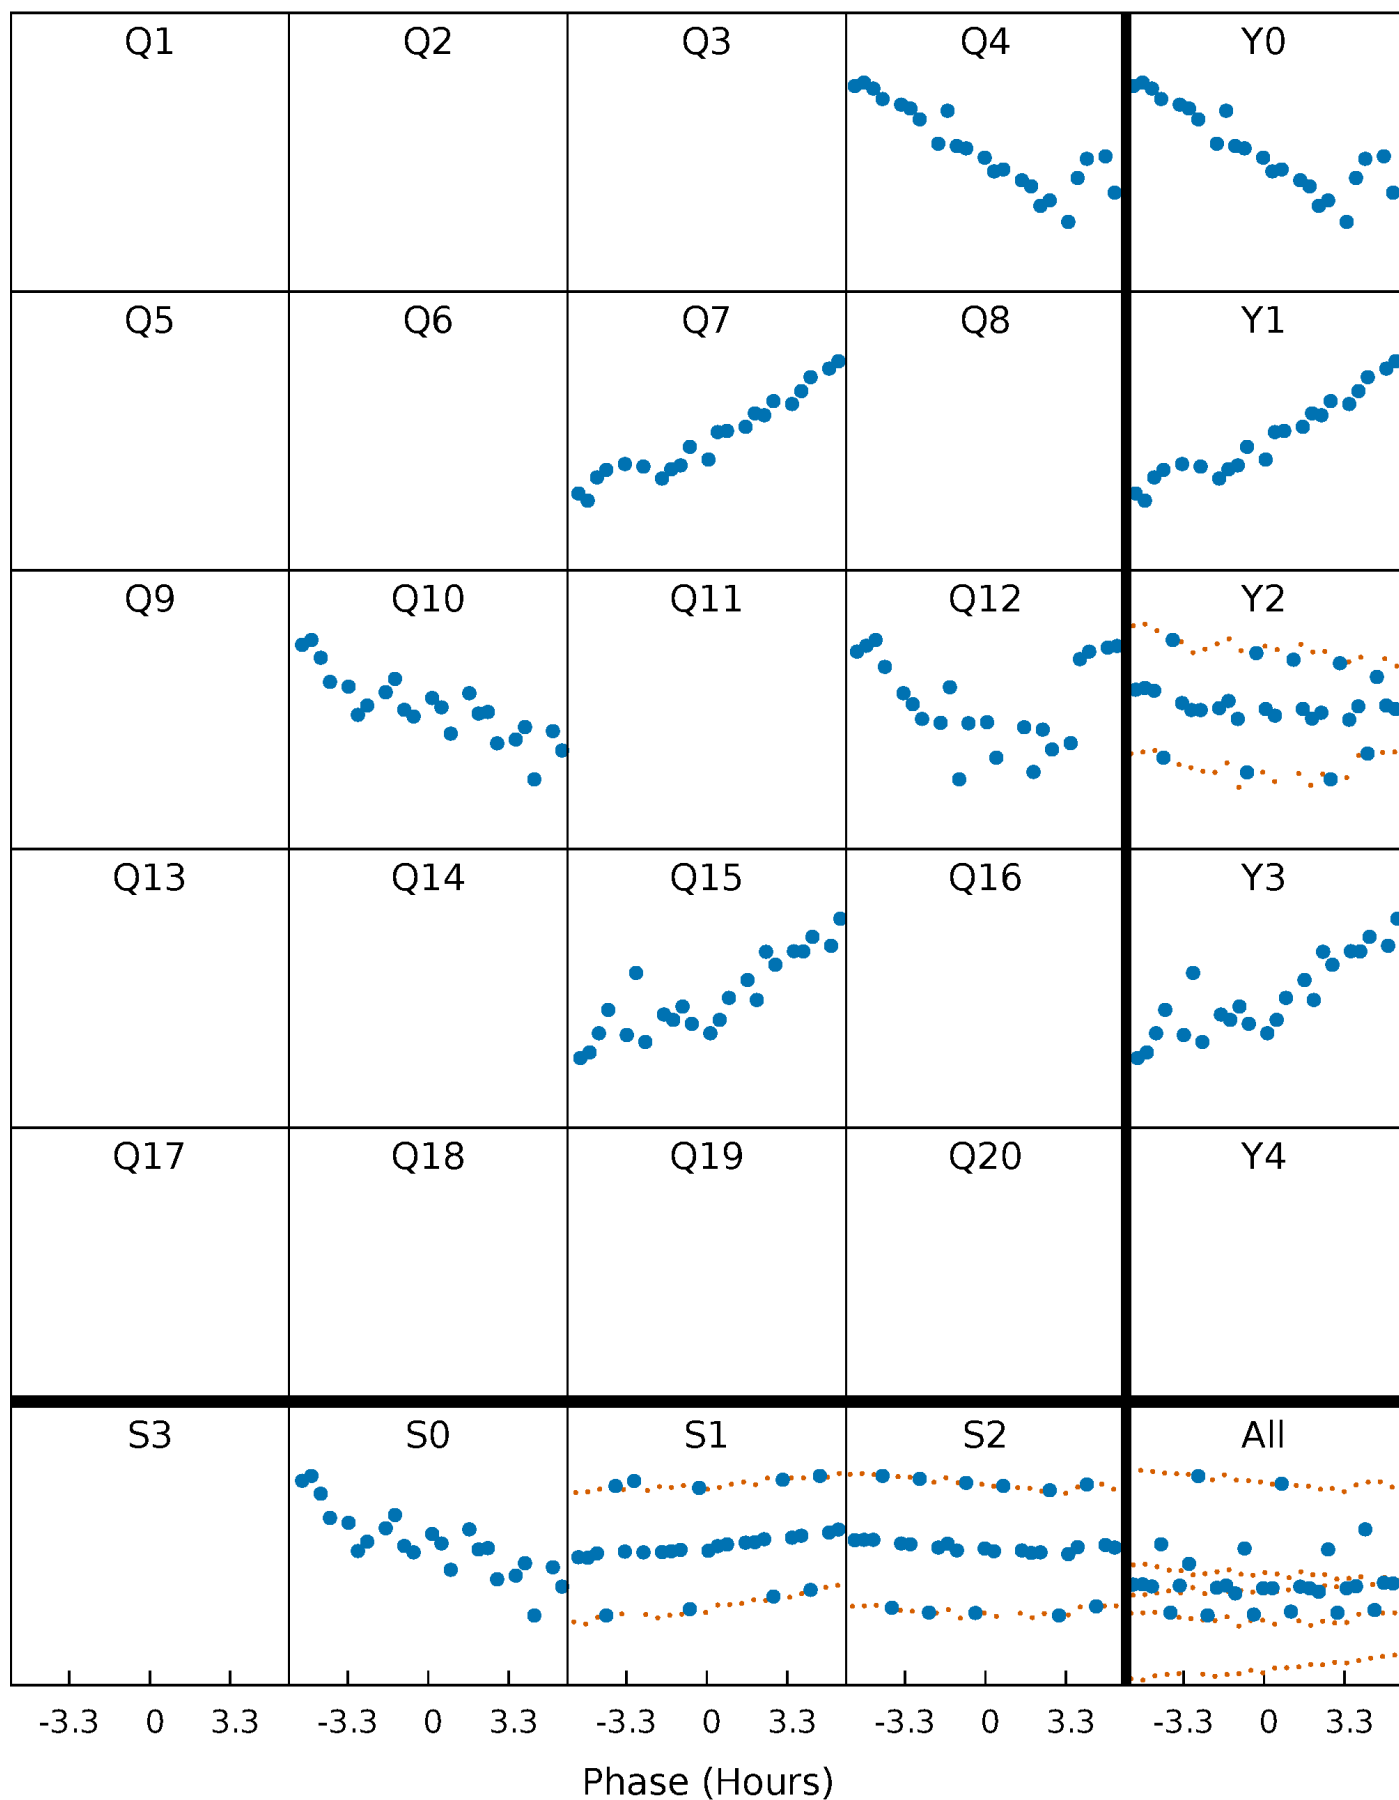 Q1 Q2 Q3 Q4 Y0
Q5 Q6 Q7 Q8 Y1
Q9 Q10 Q11 Q12 Y2
Q13 Q14 Q15 Q16 Y3
Q17 Q18 Q19 Q20 Y4
S3 S0 S1 S2 All
-3.3 0 3.3 -3.3 0 3.3 -3.3 0 3.3 -3.3 0 3.3 -3.3 0 3.3
Phase (Hours)